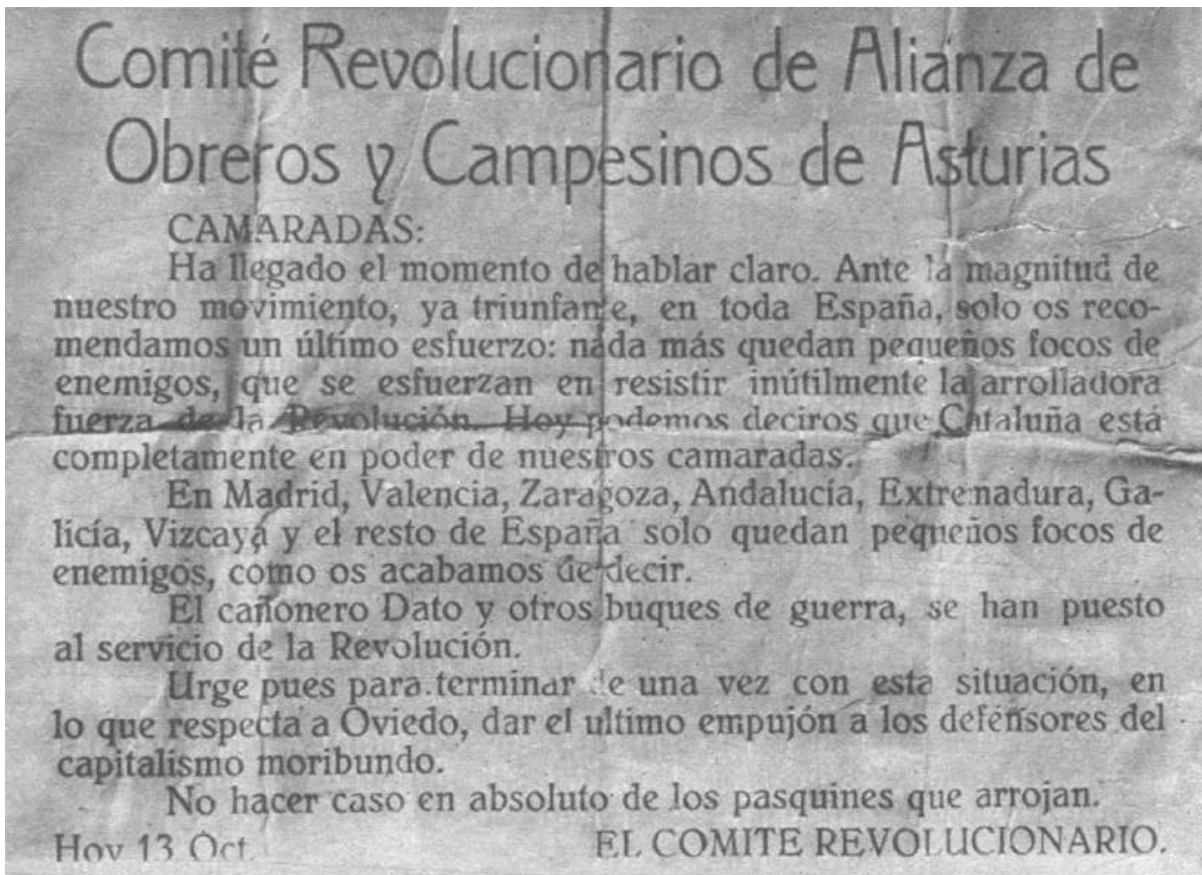 Comité Revolucionario de Alianza de
Obreros y Campesinos de Asturias
CAMARADAS:
Ha llegado el momento de hablar claro. Ante la magnitud de
nuestro movimiento, ya triunfante, en toda España, solo os reco-
mendamos un último esfuerzo: nada más quedan pequeños focos de
enemigos, que se esfuerzan en resistir inútilmente la arrolladora
fuerza de la Revolución. Hoy podemos deciros que Cataluña está
completamente en poder de nuestros camaradas.
En Madrid, Valencia, Zaragoza, Andalucía, Extremadura, Ga-
licía, Vizcaya y el resto de España solo quedan pequeños focos de
enemigos, como os acabamos de decir.
El cañonero Dato y otros buques de guerra, se han puesto
al servicio de la Revolución.
Urge pues para terminar de una vez con esta situación, en
lo que respecta a Oviedo, dar el ultimo empujón a los defensores del
capitalismo moribundo.
No hacer caso en absoluto de los pasquines que arrojan.
Hoy 13 Oct. EL COMITE REVOLUCIONARIO.